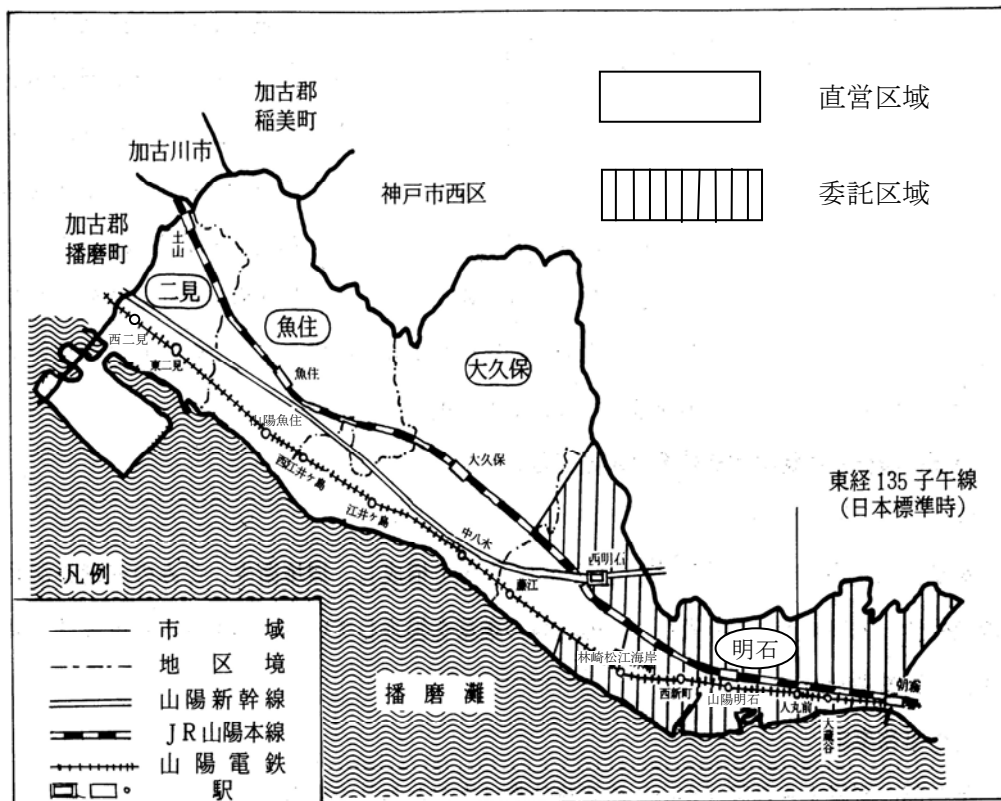 加古郡
稲美町
直営区域
加古川市
委託区域
神戸市西区
加古郡
播磨町
土山
二見
魚住
大久保
西二見
東二見
魚住
山陽魚住
西江井ヶ島
大久保
江井ヶ島
東経135子午線
(日本標準時)
中八木
西明石
藤江
凡例
市域
地区境
山陽新幹線
JR山陽本線
山陽電鉄
駅
播磨灘
林崎松江海岸
明石
西新町
山陽明石
人丸前
大蔵谷
朝霧